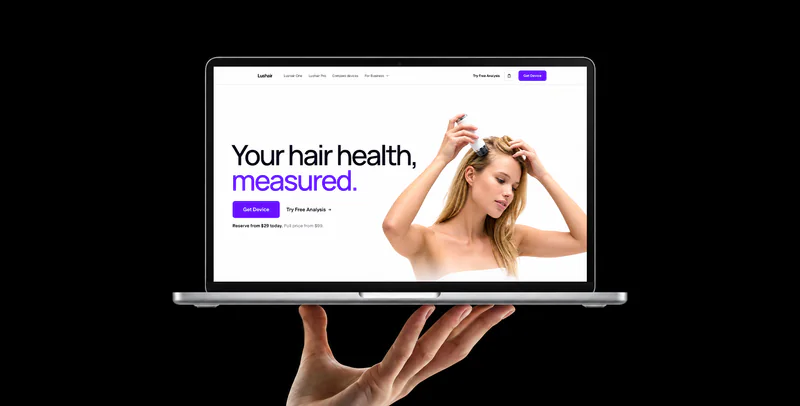 Lushair
Lushair One
Lushair Pro
Compare devices
For Business
Try Free Analysis
Get Device
Your hair health,
measured.
Get Device
Try Free Analysis →
Reserve from $29 today. Full price from $99.